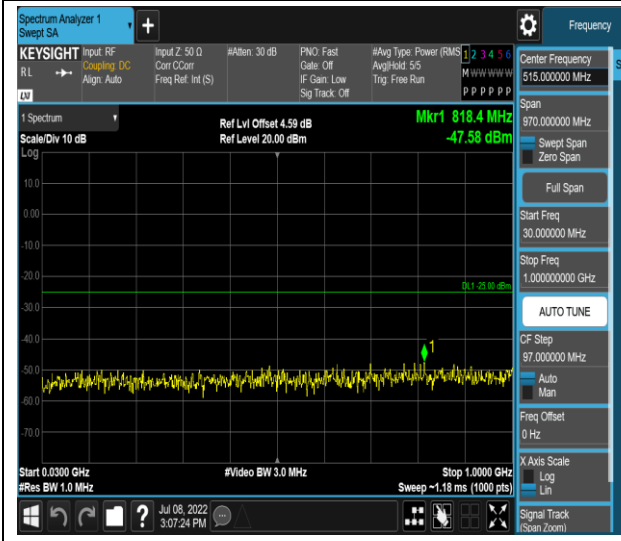 Spectrum Analyzer 1
Swept SA
Frequency
KEYSIGHT
RL
Input: RF
Coupling: DC
Align: Auto
Input Z: 50 Ω
Corr CCorr
Freq Ref: Int (S)
#Atten: 30 dB
PNO: Fast
Gate: Off
IF Gain: Low
Sig Track: Off
#Avg Type: Power (RMS
Avg|Hold: 5/5
Trig: Free Run
1 2 3 4 5 6
M W W W W W
P P P P P P
LXI
1 Spectrum
Scale/Div 10 dB
Log
Ref Lvl Offset 4.59 dB
Ref Level 20.00 dBm
Mkr1 818.4 MHz
-47.58 dBm
10.0
0.00
-10.0
-20.0
-30.0
-40.0
-50.0
-60.0
-70.0
DL1 -25.00 dBm
1
Start 0.0300 GHz
#Res BW 1.0 MHz
#Video BW 3.0 MHz
Stop 1.0000 GHz
Sweep ~1.18 ms (1000 pts)
Center Frequency
515.000000 MHz
Span
970.000000 MHz
Swept Span
Zero Span
Full Span
Start Freq
30.000000 MHz
Stop Freq
1.000000000 GHz
AUTO TUNE
CF Step
97.000000 MHz
Auto
Man
Freq Offset
0 Hz
X Axis Scale
Log
Lin
Signal Track
(Span Zoom)
S
?
Jul 08, 2022
3:07:24 PM